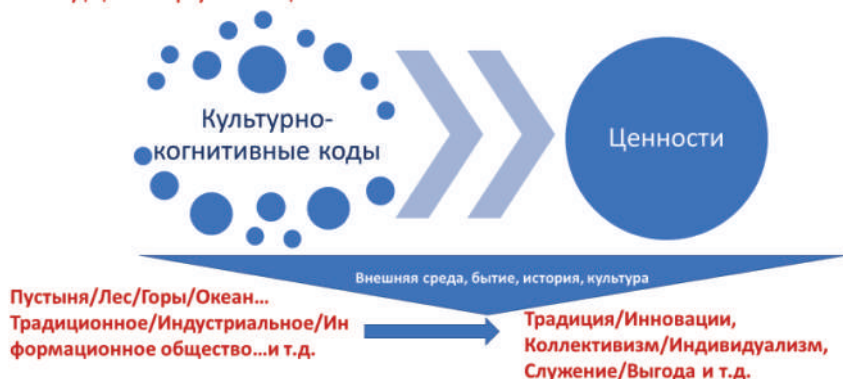 Культурно-
когнитивные коды
Ценности
Внешняя среда, бытие, история, культура
Пустыня/Лес/Горы/Океан...
Традиционное/Индустриальное/Ин
формационное общество...и т.д.
Традиция/Инновации,
Коллективизм/Индивидуализм,
Служение/Выгода и т.д.